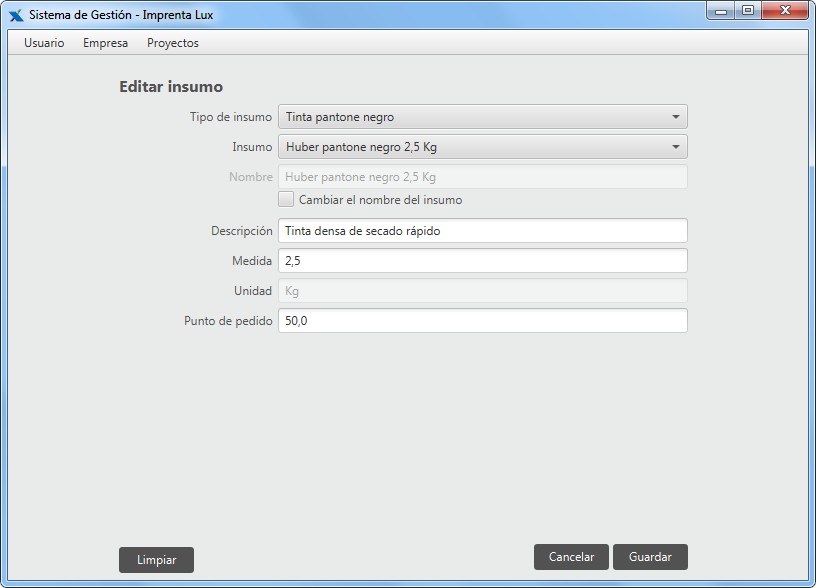 Sistema de Gestión - Imprenta Lux
Usuario Empresa Proyectos
Editar insumo
Tipo de insumo Tinta pantone negro
Insumo Huber pantone negro 2,5 Kg
Nombre Huber pantone negro 2,5 Kg
Cambiar el nombre del insumo
Descripción Tinta densa de secado rápido
Medida 2,5
Unidad Kg
Punto de pedido 50,0
Limpiar Cancelar Guardar